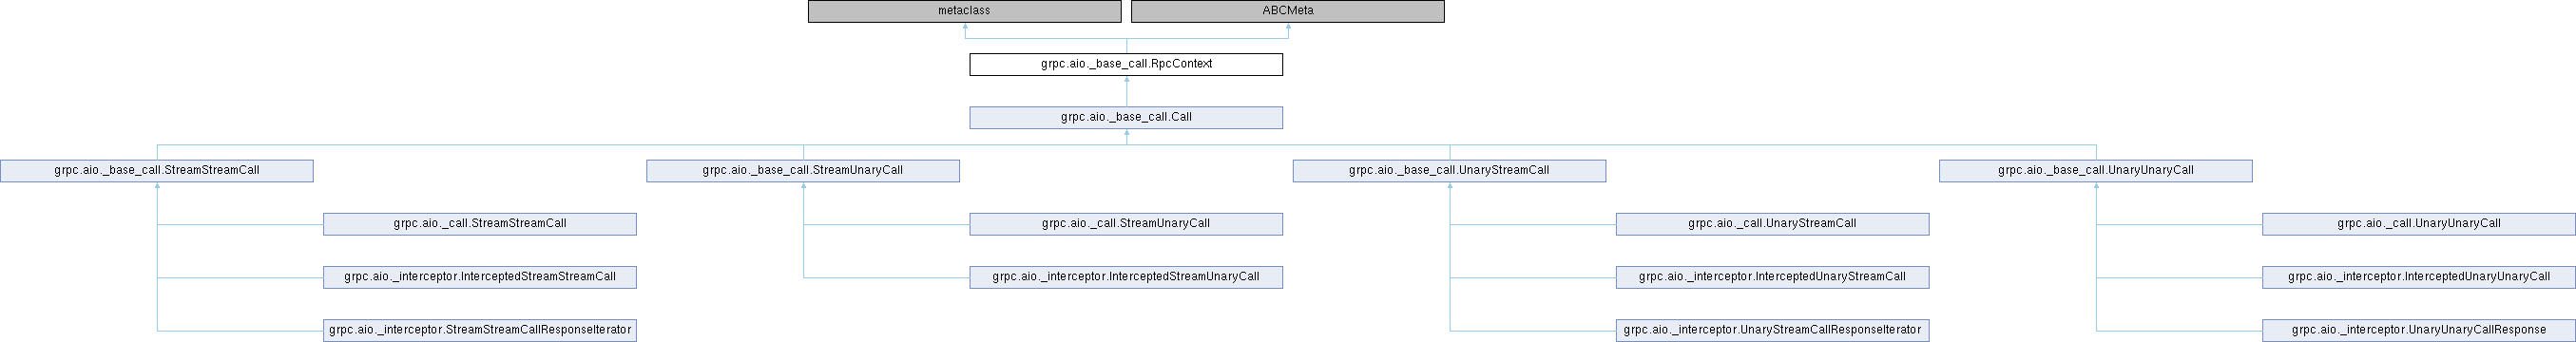 metaclass
ABCMeta
grpc.aio._base_call.RpcContext
grpc.aio._base_call.Call
grpc.aio._base_call.StreamStreamCall
grpc.aio._base_call.StreamUnaryCall
grpc.aio._base_call.UnaryStreamCall
grpc.aio._base_call.UnaryUnaryCall
grpc.aio._call.StreamStreamCall
grpc.aio._call.StreamUnaryCall
grpc.aio._call.UnaryStreamCall
grpc.aio._call.UnaryUnaryCall
grpc.aio._interceptor.InterceptedStreamStreamCall
grpc.aio._interceptor.InterceptedStreamUnaryCall
grpc.aio._interceptor.InterceptedUnaryStreamCall
grpc.aio._interceptor.InterceptedUnaryUnaryCall
grpc.aio._interceptor.StreamStreamCallResponseIterator
grpc.aio._interceptor.UnaryStreamCallResponseIterator
grpc.aio._interceptor.UnaryUnaryCallResponse